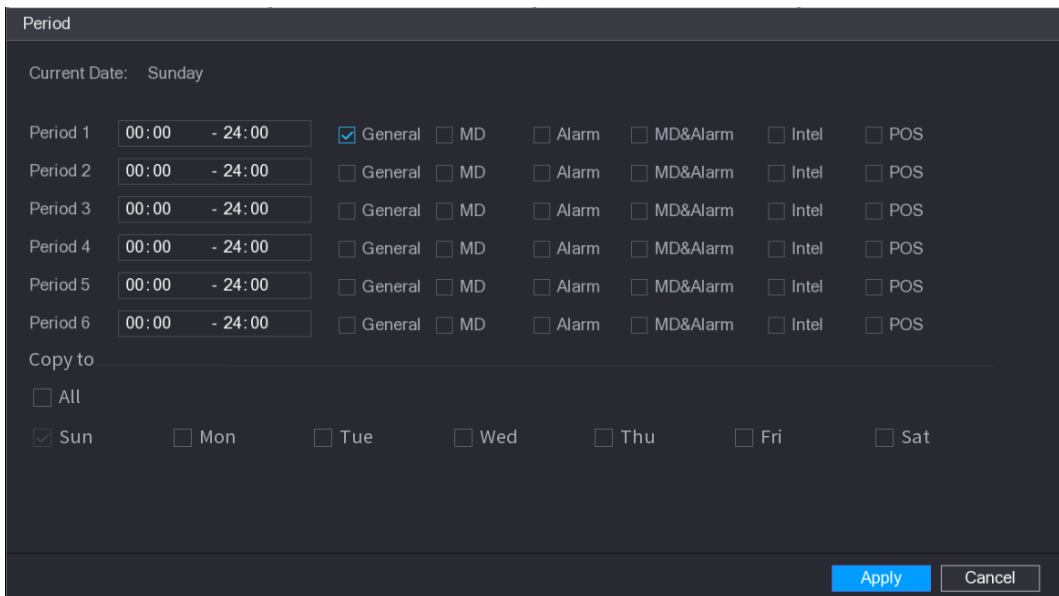 Period
Current Date: Sunday
Period 1 00:00 - 24:00 General MD Alarm MD&Alarm Intel POS
Period 2 00:00 - 24:00 General MD Alarm MD&Alarm Intel POS
Period 3 00:00 - 24:00 General MD Alarm MD&Alarm Intel POS
Period 4 00:00 - 24:00 General MD Alarm MD&Alarm Intel POS
Period 5 00:00 - 24:00 General MD Alarm MD&Alarm Intel POS
Period 6 00:00 - 24:00 General MD Alarm MD&Alarm Intel POS
Copy to
All
Sun Mon Tue Wed Thu Fri Sat
Apply Cancel